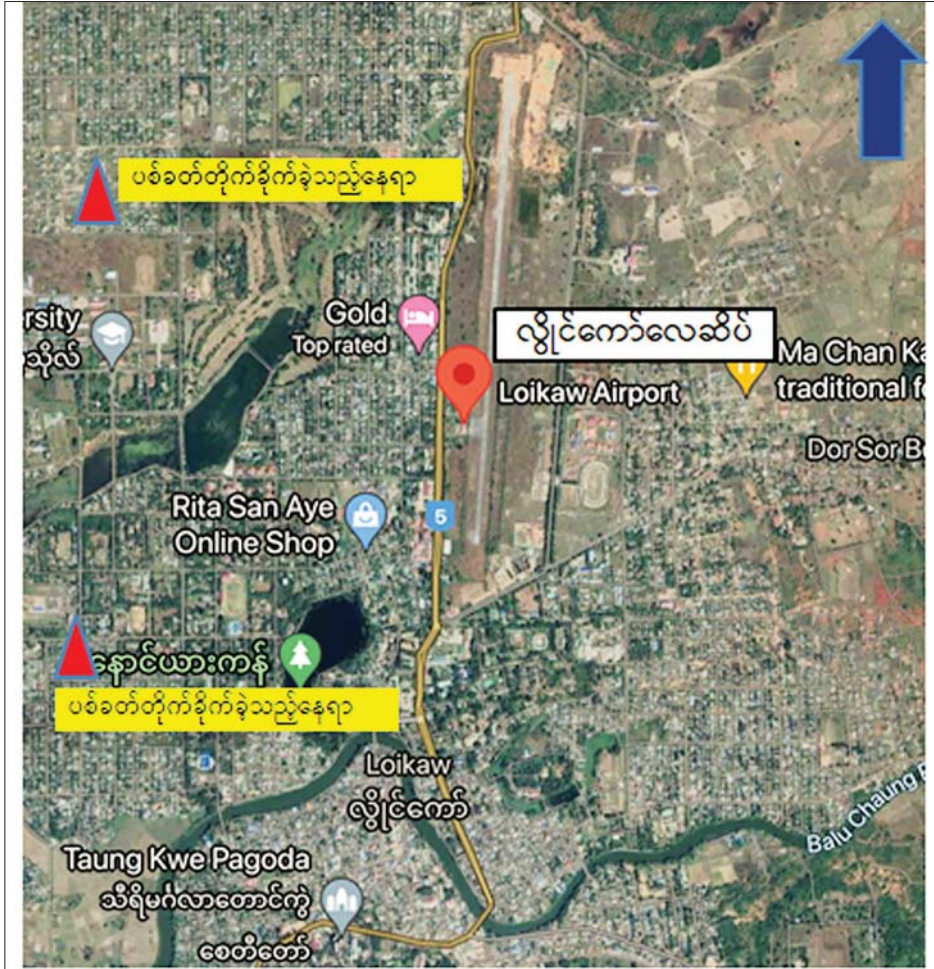 ပစ်ခတ်တိုက်ခိုက်ခဲ့သည့်နေရာ
Gold
Top rated
လွိုင်ကော်လေဆိပ်
rsity
သိုလ်
Ma Chan Ka
traditional f
Loikaw Airport
Dor Sor B
Rita San Aye
Online Shop
5
နောင်ယားကန်
ပစ်ခတ်တိုက်ခိုက်ခဲ့သည့်နေရာ
Loikaw
လွိုင်ကော်
Balu Chaung
Taung Kwe Pagoda
သီရိမင်္ဂလာတောင်ကွဲ
စေတီတော်